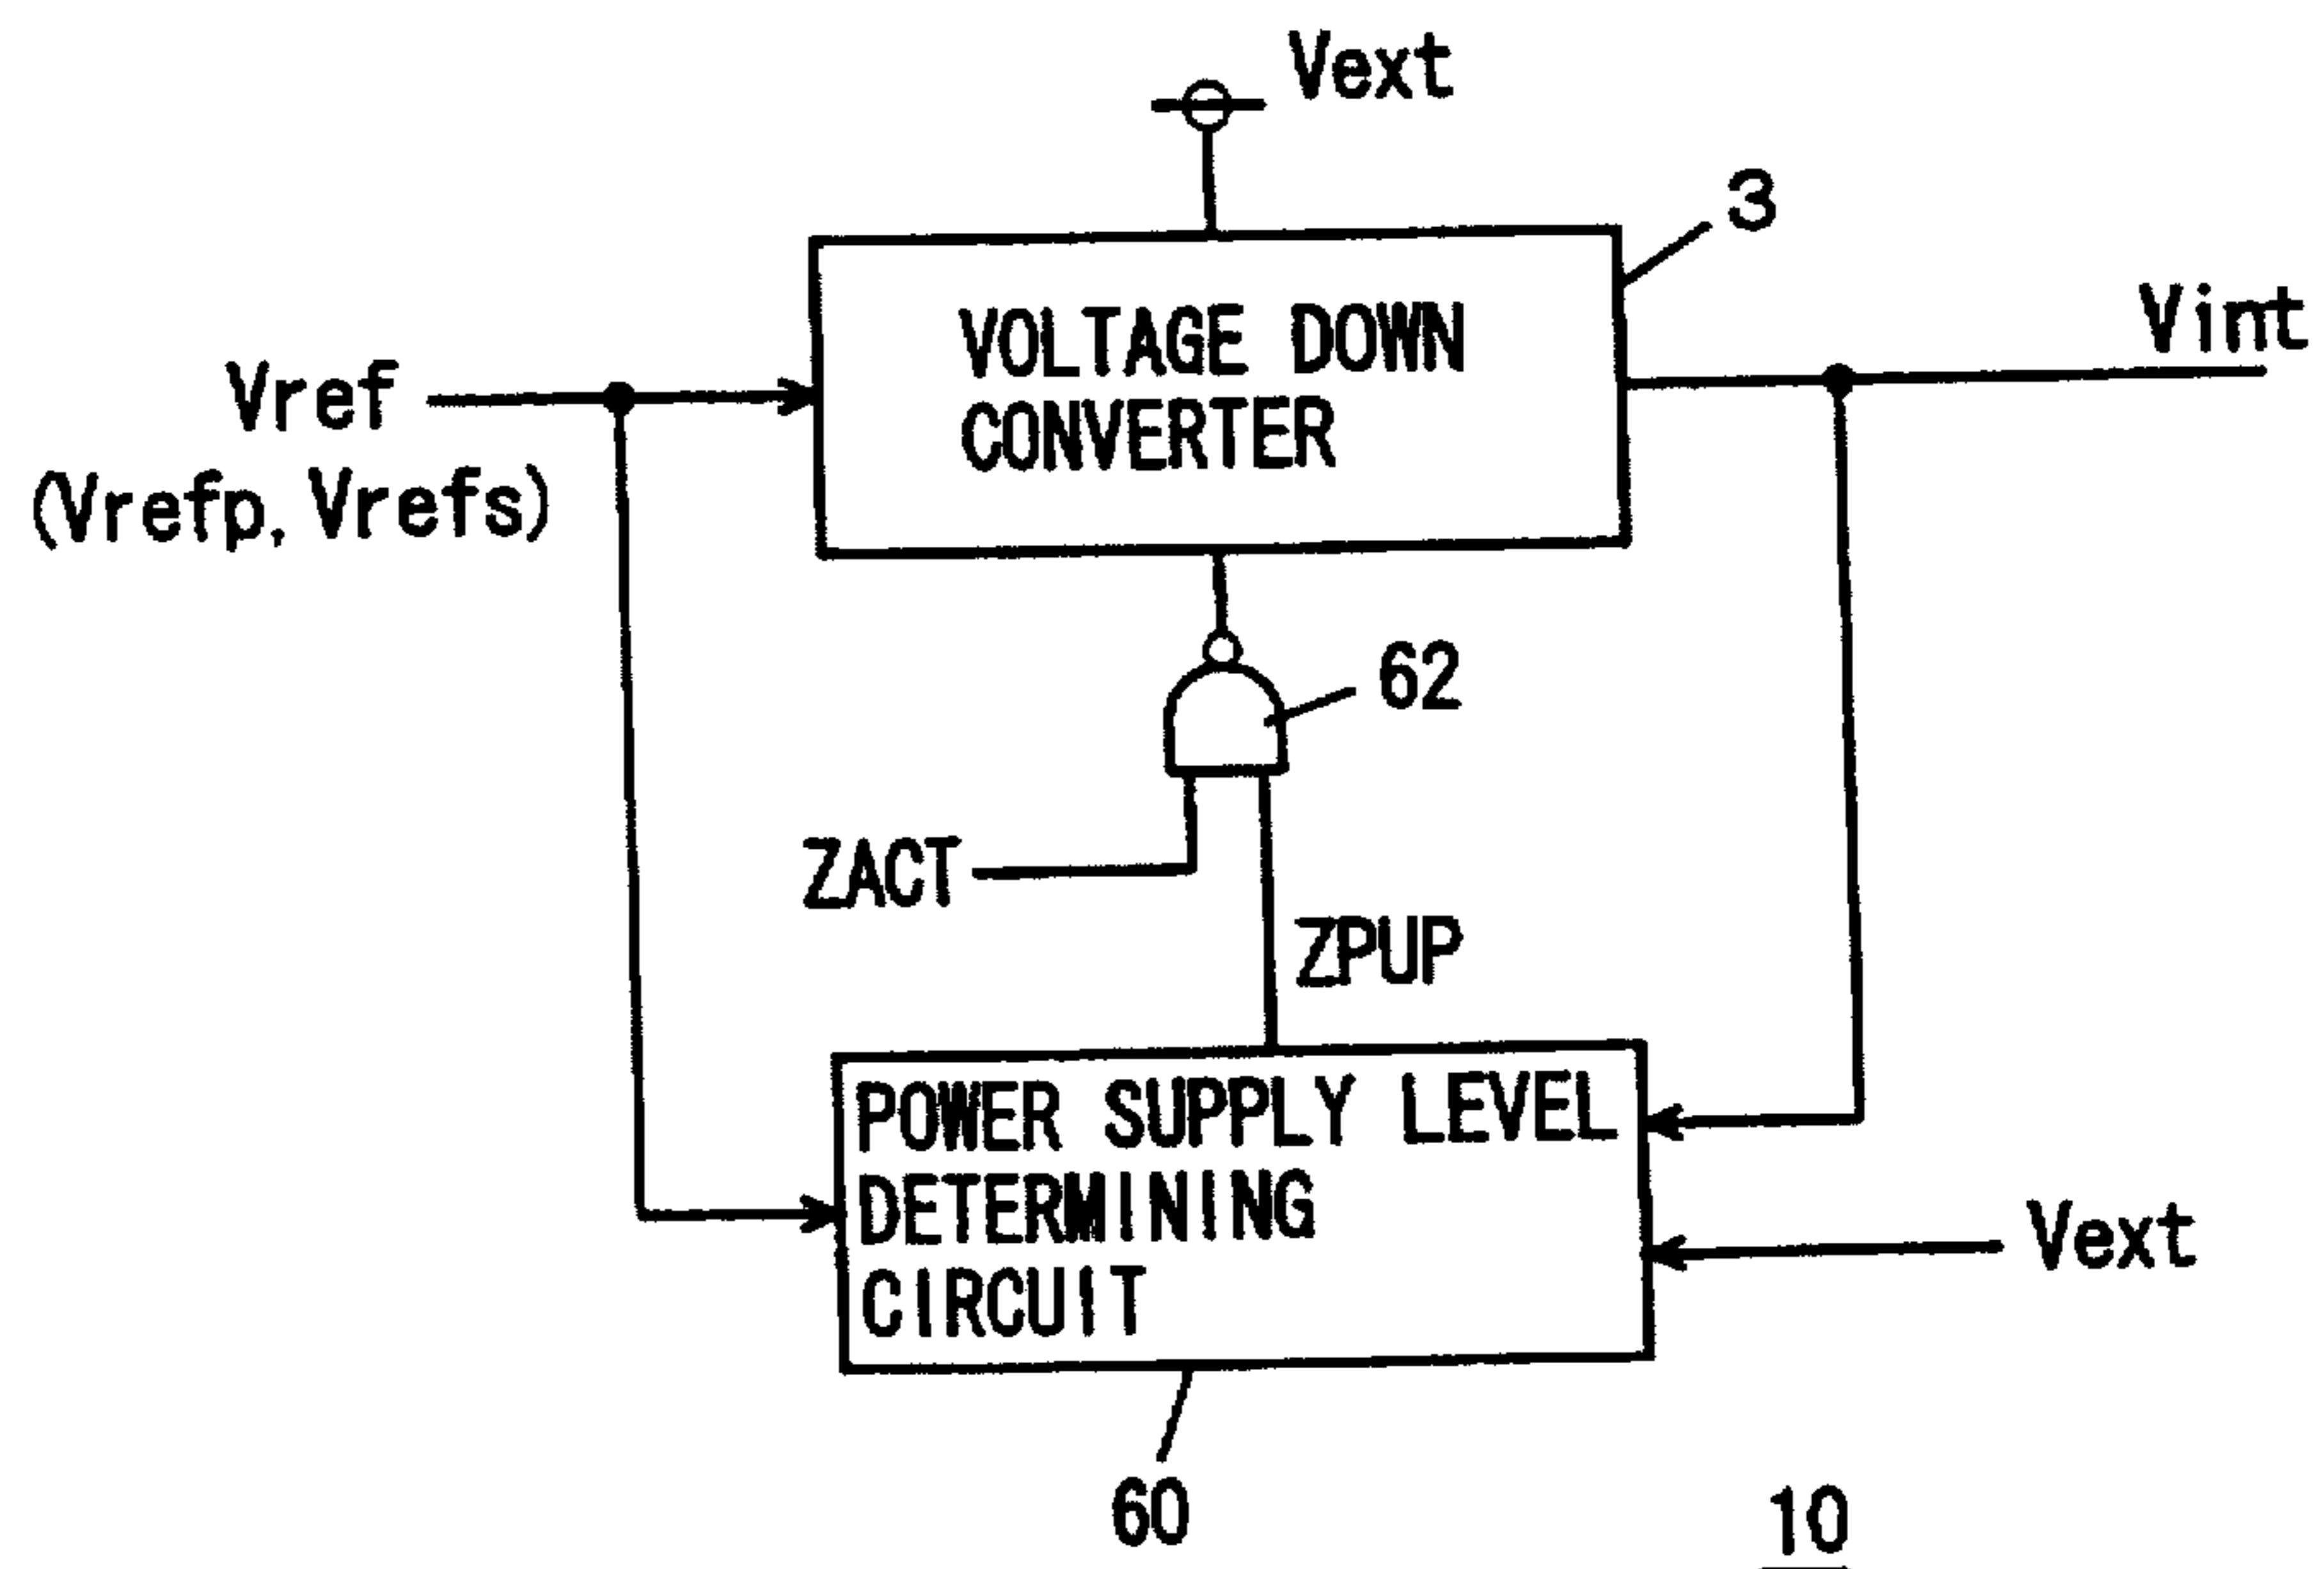 Vext
3
VOLTAGE DOWN
CONVERTER
Vint
Vref
(Vrefp, Vrefs)
62
ZACT
ZPUP
POWER SUPPLY LEVEL
DETERMINING
CIRCUIT
Vext
60
10